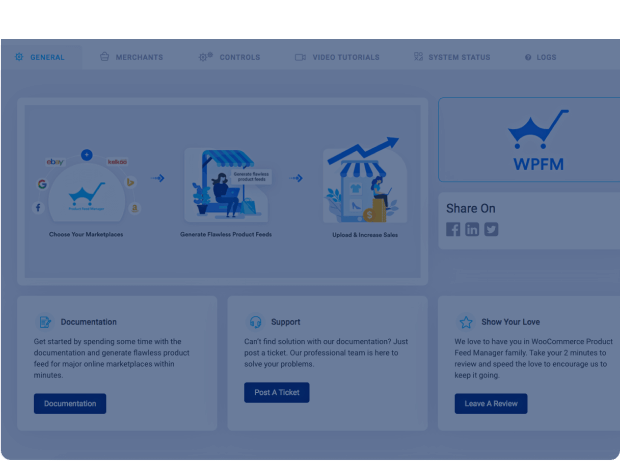 GENERAL MERCHANTS CONTROLS VIDEO TUTORIALS SYSTEM STATUS LOGS
ebay
G
f
Choose Your Marketplaces
Generate flawless
product feeds
Generate Flawless Product Feeds
Upload & Increase Sales
WPFM
Share On
Documentation
Get started by spending some time with the
documentation and generate flawless product
feed for major online marketplaces within
minutes.
Documentation
Support
Can't find solution with our documentation? Just
post a ticket. Our professional team is here to
solve your problems.
Post A Ticket
Show Your Love
We love to have you in WooCommerce Product
Feed Manager family. Take your 2 minutes to
review and speed the love to encourage us to
keep it going.
Leave A Review